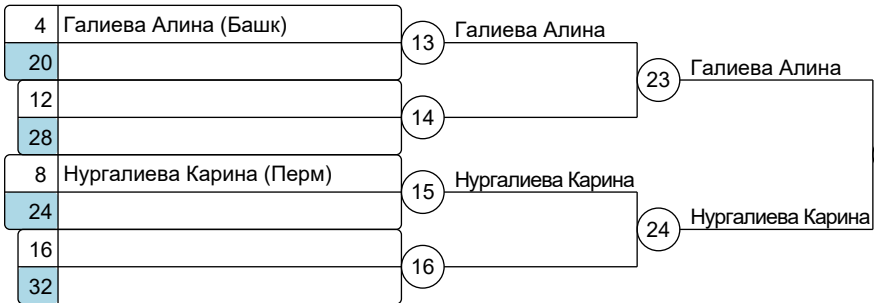 4 Галиева Алина (Башк)
20
13 Галиева Алина
12
28
14
23 Галиева Алина
8 Нургалиева Карина (Перм)
24
15 Нургалиева Карина
16
32
16
24 Нургалиева Карина